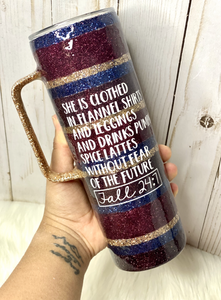 SHE IS CLOTHED
IN FLANNEL SHIRTS
AND LEGGINGS
AND DRINKS PUMPKIN
SPICE LATTES
WITHOUT FEAR
OF THE FUTURE
Fall 24:7